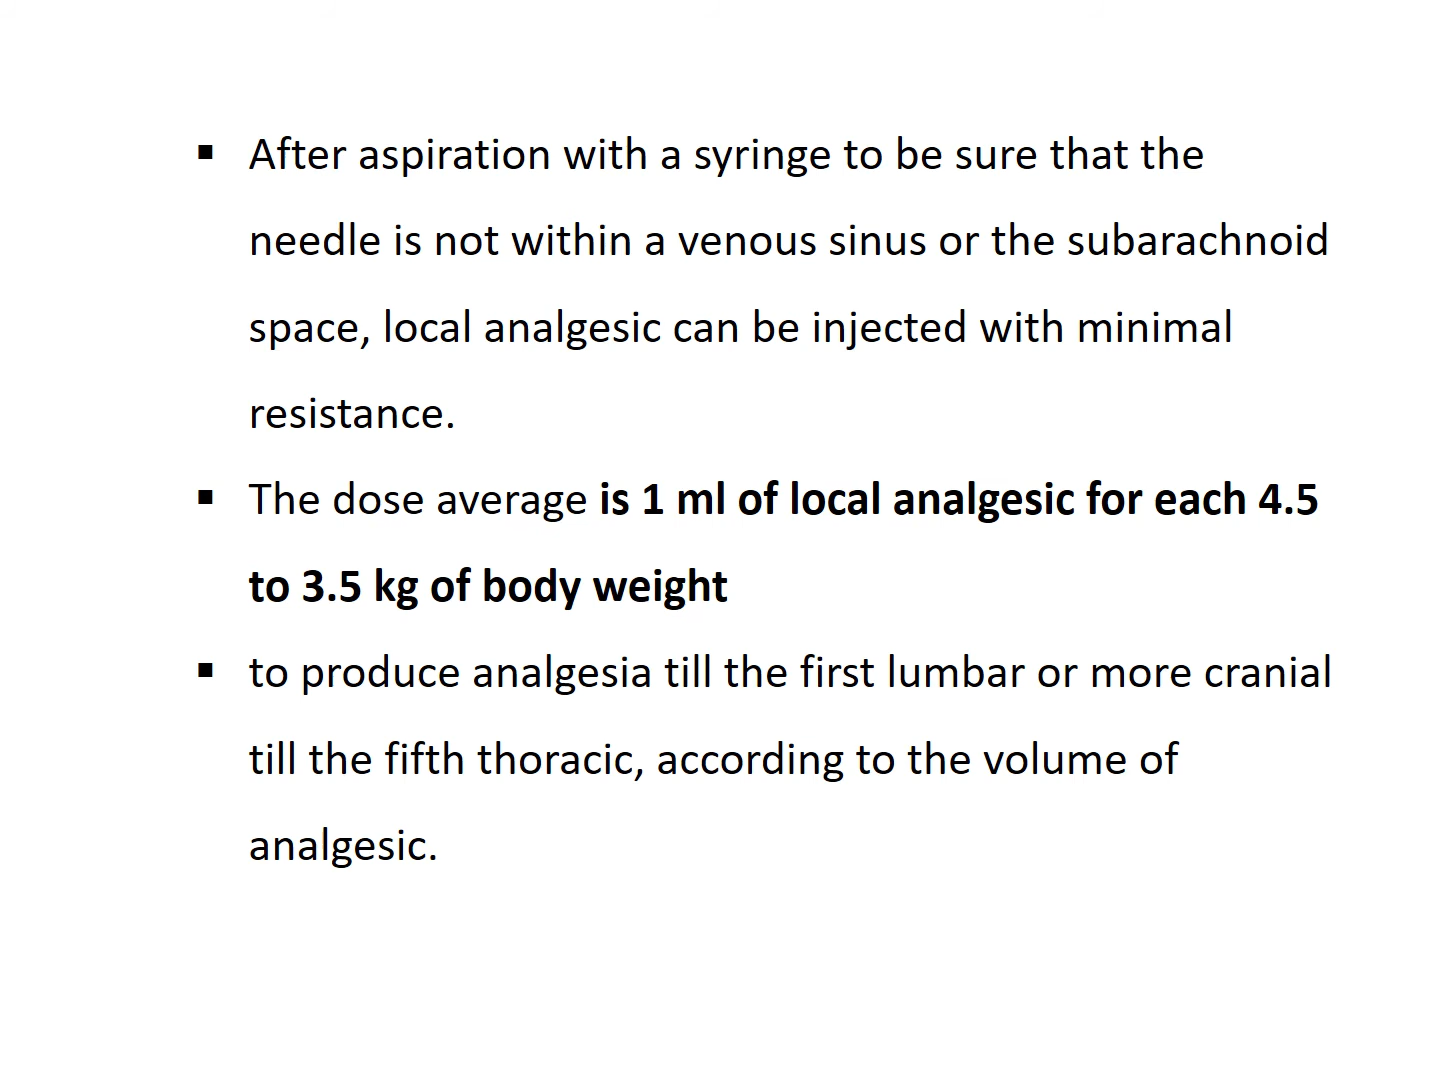 ▪ After aspiration with a syringe to be sure that the
needle is not within a venous sinus or the subarachnoid
space, local analgesic can be injected with minimal
resistance.
▪ The dose average is 1 ml of local analgesic for each 4.5
to 3.5 kg of body weight
▪ to produce analgesia till the first lumbar or more cranial
till the fifth thoracic, according to the volume of
analgesic.